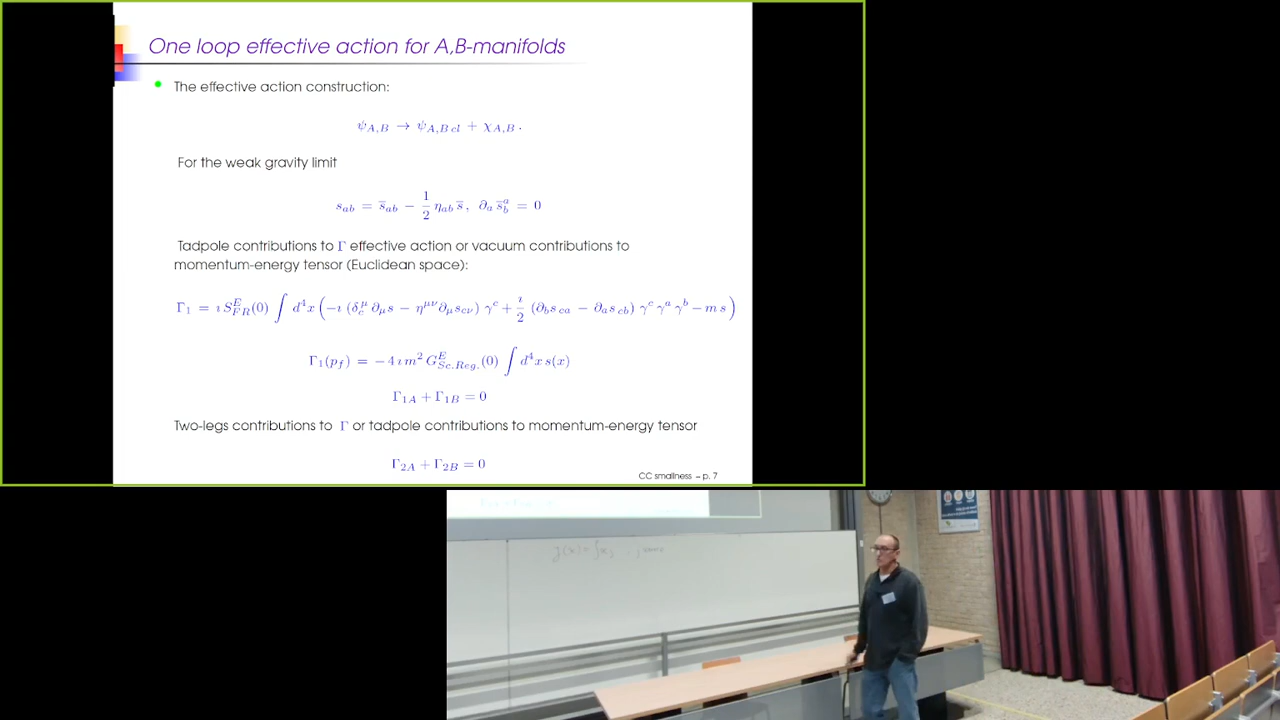 One loop effective action for A,B-manifolds
The effective action construction:
ψ_{A,B} → ψ_{A,B cl} + χ_{A,B} .
For the weak gravity limit
s_{ab} = s̄_{ab} − 1/2 η_{ab} s̄ , ∂_a s̄^a_b = 0
Tadpole contributions to Γ effective action or vacuum contributions to
momentum-energy tensor (Euclidean space):
Γ_1 = ı S^E_{FR}(0) ∫ d^4x ( −ı (δ^μ_c ∂_μ s − η^{μν} ∂_μ s_{cν}) γ^c + ı/2 (∂_b s_{ca} − ∂_a s_{cb}) γ^c γ^a γ^b − m s )
Γ_1(p_f) = −4 ı m^2 G^E_{Sc.Reg.}(0) ∫ d^4x s(x)
Γ_{1A} + Γ_{1B} = 0
Two-legs contributions to Γ or tadpole contributions to momentum-energy tensor
Γ_{2A} + Γ_{2B} = 0
CC smallness – p. 7